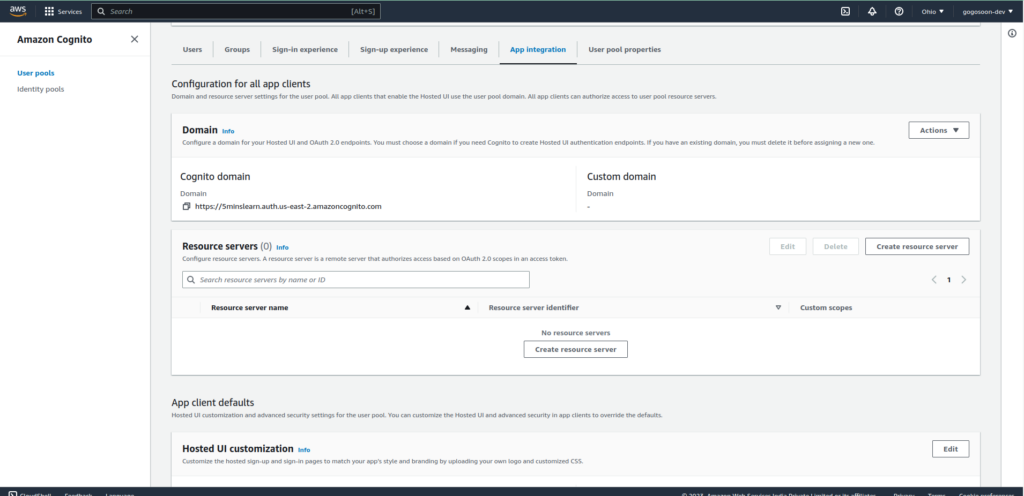 aws
Services
Search
[Alt+S]
Ohio
gogosoon-dev
Amazon Cognito
User pools
Identity pools
Users
Groups
Sign-in experience
Sign-up experience
Messaging
App integration
User pool properties
Configuration for all app clients
Domain and resource server settings for the user pool. All app clients that enable the Hosted UI use the user pool domain. All app clients can authorize access to user pool resource servers.
Domain Info
Actions
Configure a domain for your Hosted UI and OAuth 2.0 endpoints. You must choose a domain if you need Cognito to create Hosted UI authentication endpoints. If you have an existing domain, you must delete it before assigning a new one.
Cognito domain
Domain
https://5minslearn.auth.us-east-2.amazoncognito.com
Custom domain
Domain
-
Resource servers (0) Info
Edit
Delete
Create resource server
Configure resource servers. A resource server is a remote server that authorizes access based on OAuth 2.0 scopes in an access token.
Search resource servers by name or ID
1
Resource server name
Resource server identifier
Custom scopes
No resource servers
Create resource server
App client defaults
Hosted UI customization and advanced security settings for the user pool. You can customize the Hosted UI and advanced security in app clients to override the defaults.
Hosted UI customization Info
Edit
Customize the hosted sign-up and sign-in pages to match your app's style and branding by uploading your own logo and customized CSS.
CloudShell
Feedback
Language
© 2023, Amazon Web Services India Private Limited or its affiliates.
Privacy
Terms
Cookie preferences